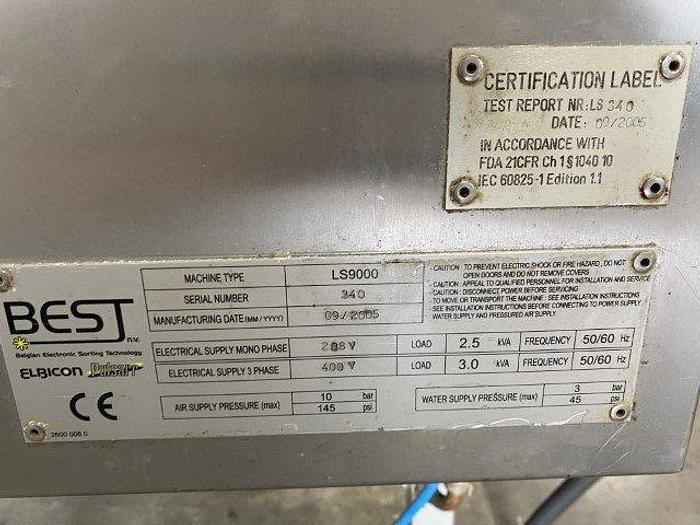 CERTIFICATION LABEL
TEST REPORT NR: LS 340
DATE: 09/2005
IN ACCORDANCE WITH
FDA 21CFR Ch 1 § 1040 10
IEC 60825-1 Edition 1.1
BEST n.v.
Belgian Electronic Sorting Technology
ELBICON Pulsarr
CE
2600 008 0
MACHINE TYPE LS9000
SERIAL NUMBER 340
MANUFACTURING DATE (MM / YYYY) 09/2005
- CAUTION : TO PREVENT ELECTRIC SHOCK OR FIRE HAZARD , DO NOT
OPEN DOORS AND DO NOT REMOVE COVERS
- CAUTION : APPEAL TO QUALIFIED PERSONNEL FOR INSTALLATION AND SERVICE
- CAUTION : DISCONNECT POWER BEFORE SERVICING
- TO MOVE OR TRANSPORT THE MACHINE : SEE INSTALLATION INSTRUCTIONS
- SEE INSTALLATION INSTRUCTIONS BEFORE CONNECTING TO POWER SUPPLY
WATER SUPPLY AND PRESSURED AIR SUPPLY
ELECTRICAL SUPPLY MONO PHASE 208 V LOAD 2.5 kVA FREQUENCY 50/60 Hz
ELECTRICAL SUPPLY 3 PHASE 400 V LOAD 3.0 kVA FREQUENCY 50/60 Hz
AIR SUPPLY PRESSURE (max) 10 bar
145 psi
WATER SUPPLY PRESSURE (max) 3 bar
45 psi